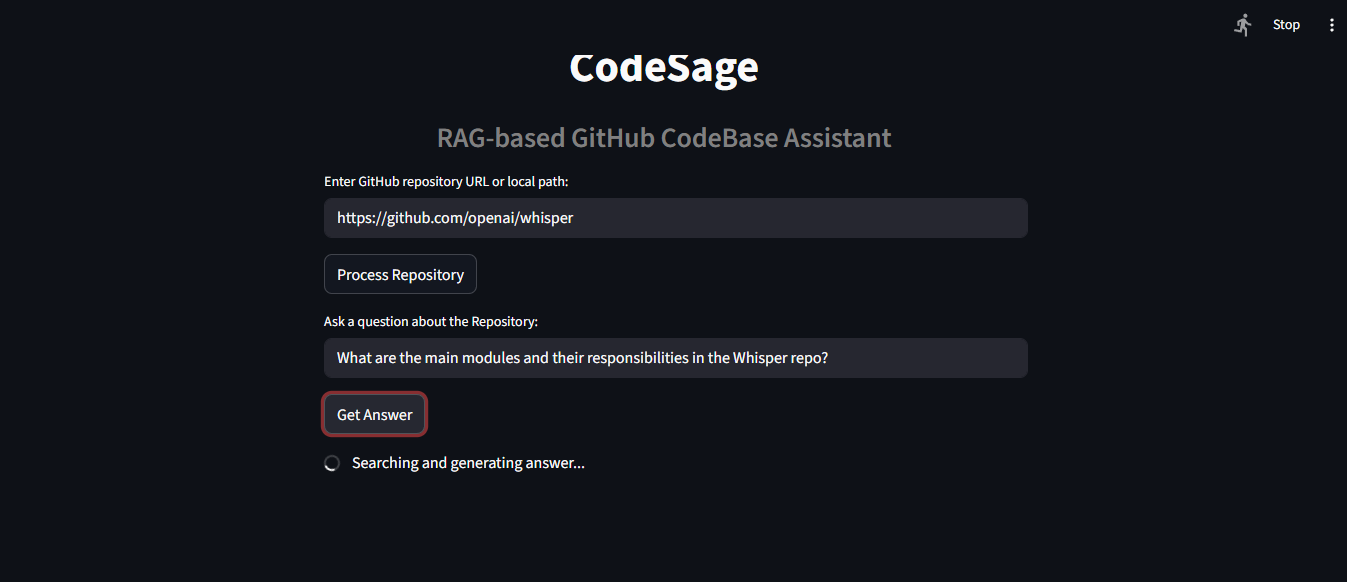 Stop
CodeSage
RAG-based GitHub CodeBase Assistant
Enter GitHub repository URL or local path:
https://github.com/openai/whisper
Process Repository
Ask a question about the Repository:
What are the main modules and their responsibilities in the Whisper repo?
Get Answer
Searching and generating answer...